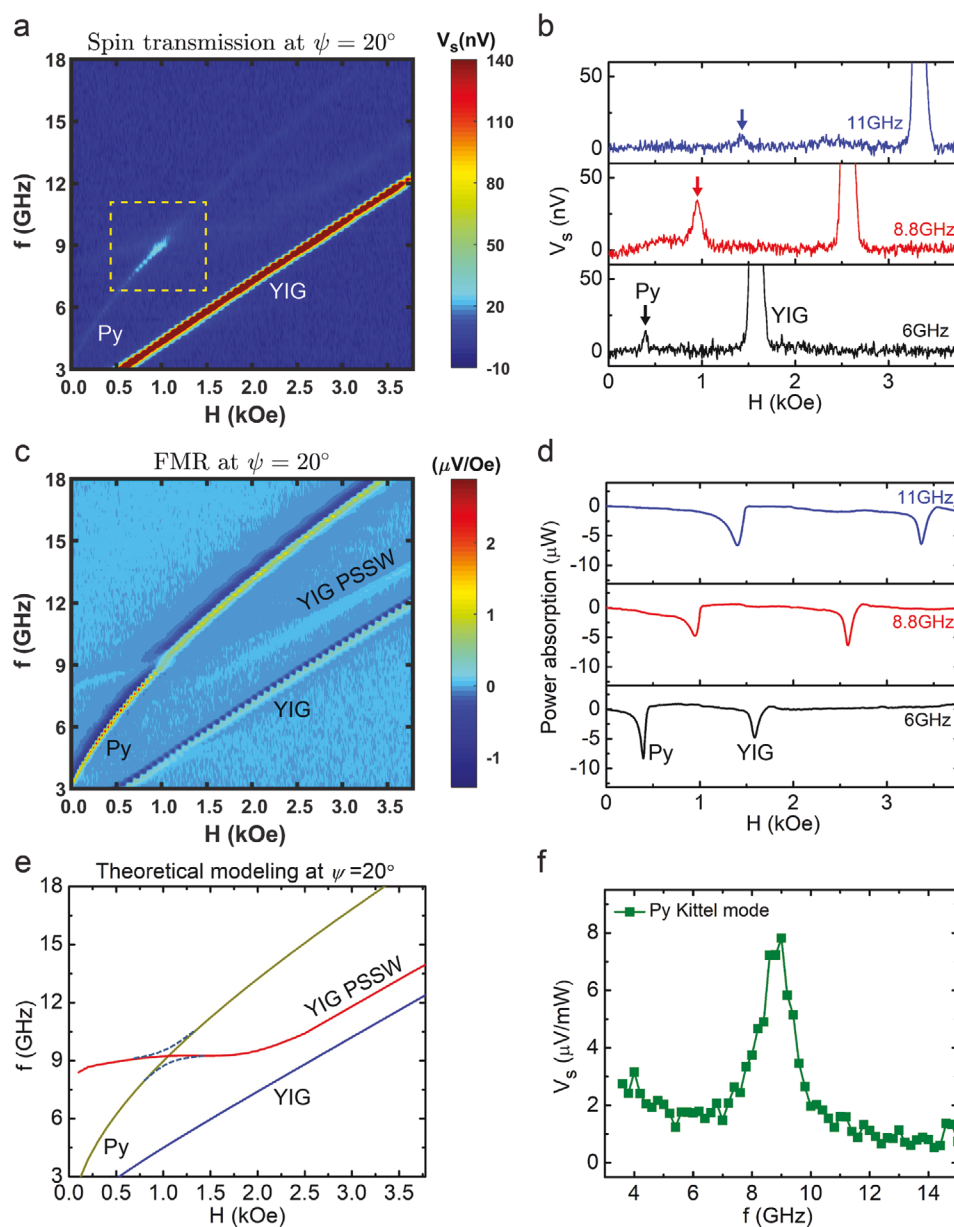 a
Spin transmission at ψ = 20°
V_s(nV)
18
15
12
9
6
3
f (GHz)
Py
YIG
0.0 0.5 1.0 1.5 2.0 2.5 3.0 3.5
H (kOe)
140
110
80
50
20
-10
b
50
0
11GHz
50
0
8.8GHz
50
0
6GHz
V_s (nV)
Py
YIG
0 1 2 3
H (kOe)
c
FMR at ψ = 20°
(μV/Oe)
18
15
12
9
6
3
f (GHz)
YIG PSSW
YIG
Py
0.0 0.5 1.0 1.5 2.0 2.5 3.0 3.5
H (kOe)
2
1
0
-1
d
0
-5
-10
11GHz
0
-5
-10
8.8GHz
0
-5
-10
6GHz
Power absorption (μW)
Py
YIG
0 1 2 3
H (kOe)
e
Theoretical modeling at ψ =20°
18
15
12
9
6
3
f (GHz)
YIG PSSW
YIG
Py
0.0 0.5 1.0 1.5 2.0 2.5 3.0 3.5
H (kOe)
f
Py Kittel mode
8
6
4
2
0
V_s (μV/mW)
4 6 8 10 12 14
f (GHz)